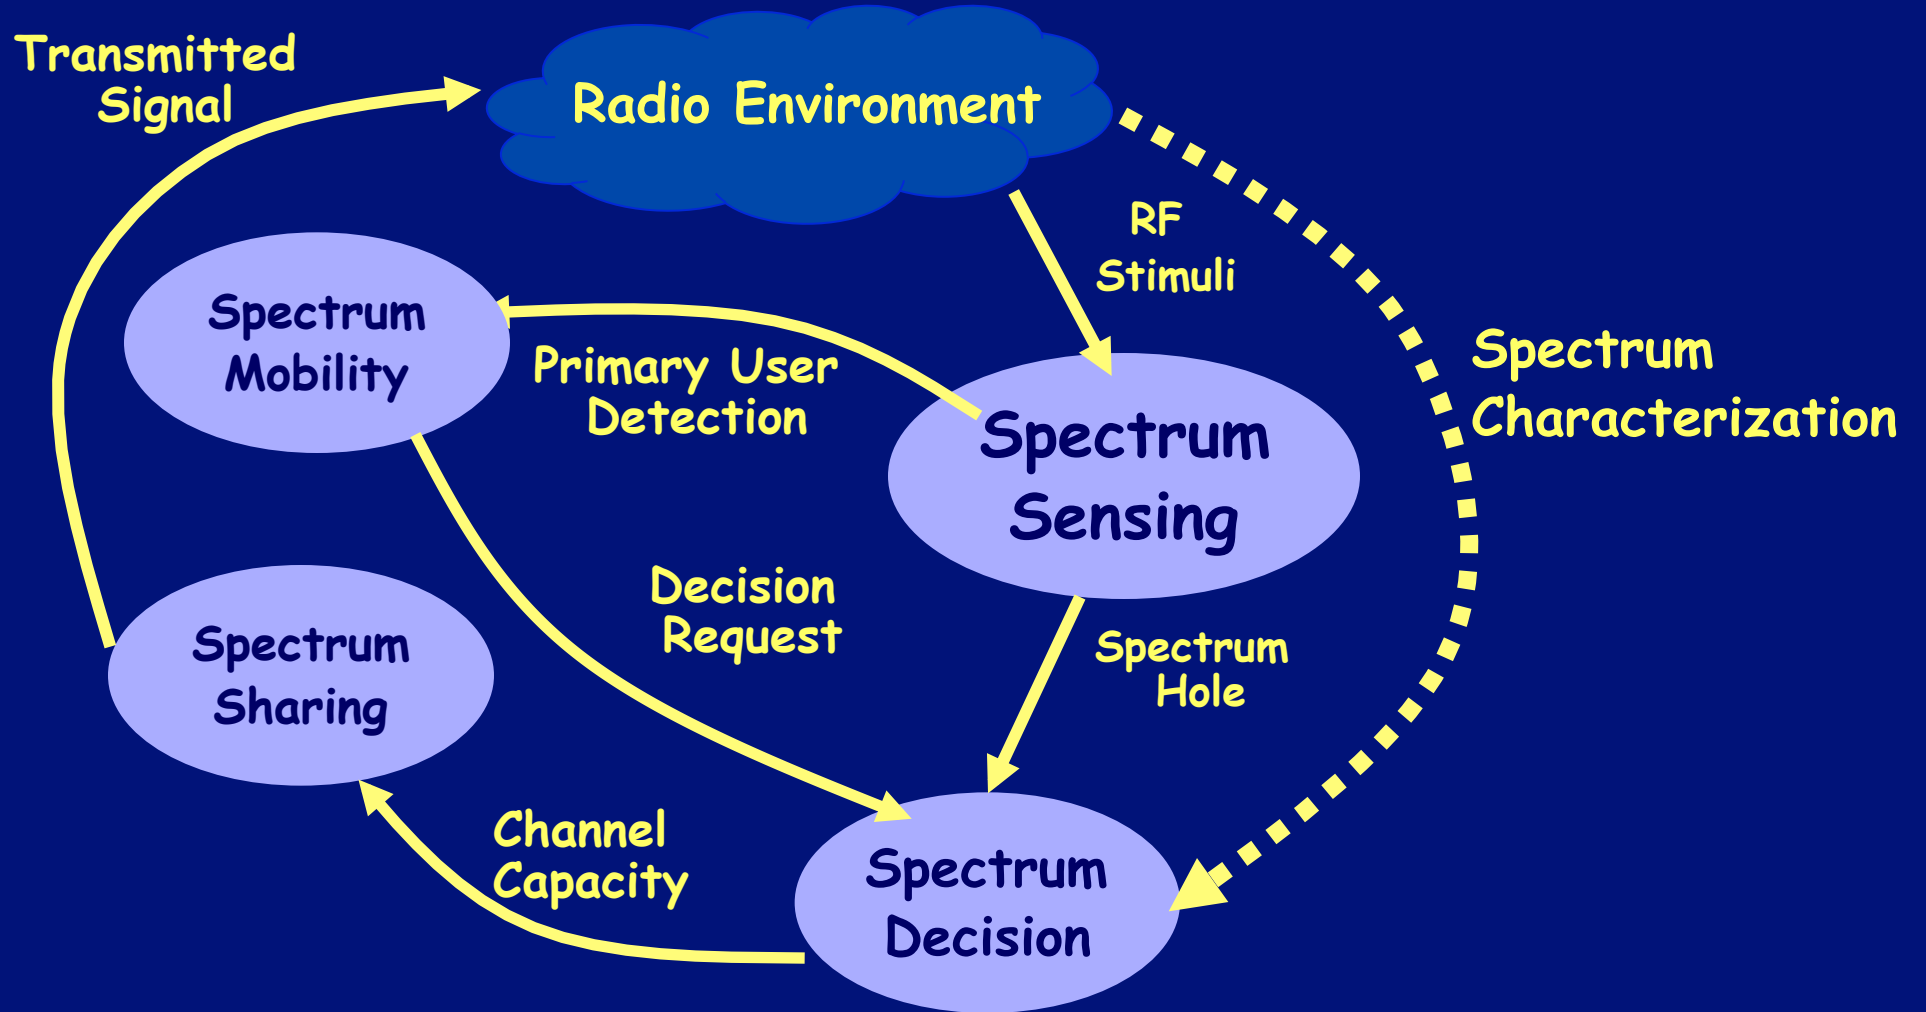 Transmitted
Signal
Radio Environment
RF
Stimuli
Spectrum
Mobility
Primary User
Detection
Spectrum
Characterization
Spectrum
Sensing
Decision
Request
Spectrum
Hole
Spectrum
Sharing
Channel
Capacity
Spectrum
Decision